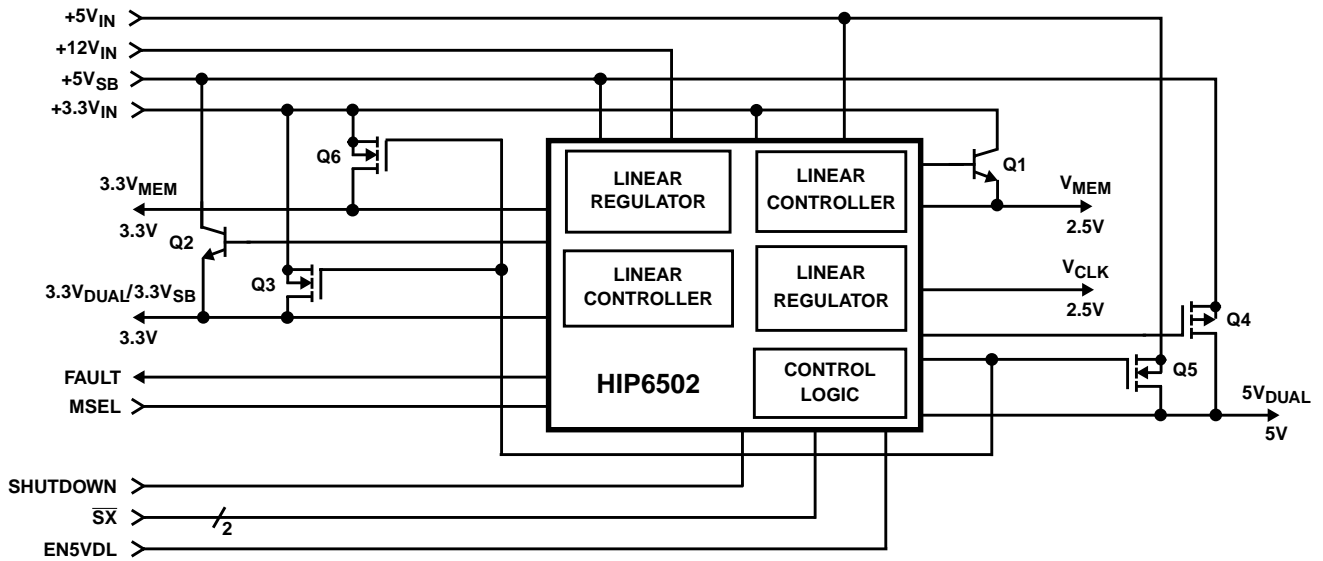 +5VIN
+12VIN
+5VSB
+3.3VIN
Q6
Q1
LINEAR
REGULATOR
LINEAR
CONTROLLER
3.3VMEM
3.3V
VMEM
2.5V
Q2
Q3
LINEAR
CONTROLLER
LINEAR
REGULATOR
VCLK
2.5V
3.3VDUAL/3.3VSB
3.3V
Q4
Q5
FAULT
MSEL
HIP6502
CONTROL
LOGIC
5VDUAL
5V
SHUTDOWN
S̅X̅
2
EN5VDL